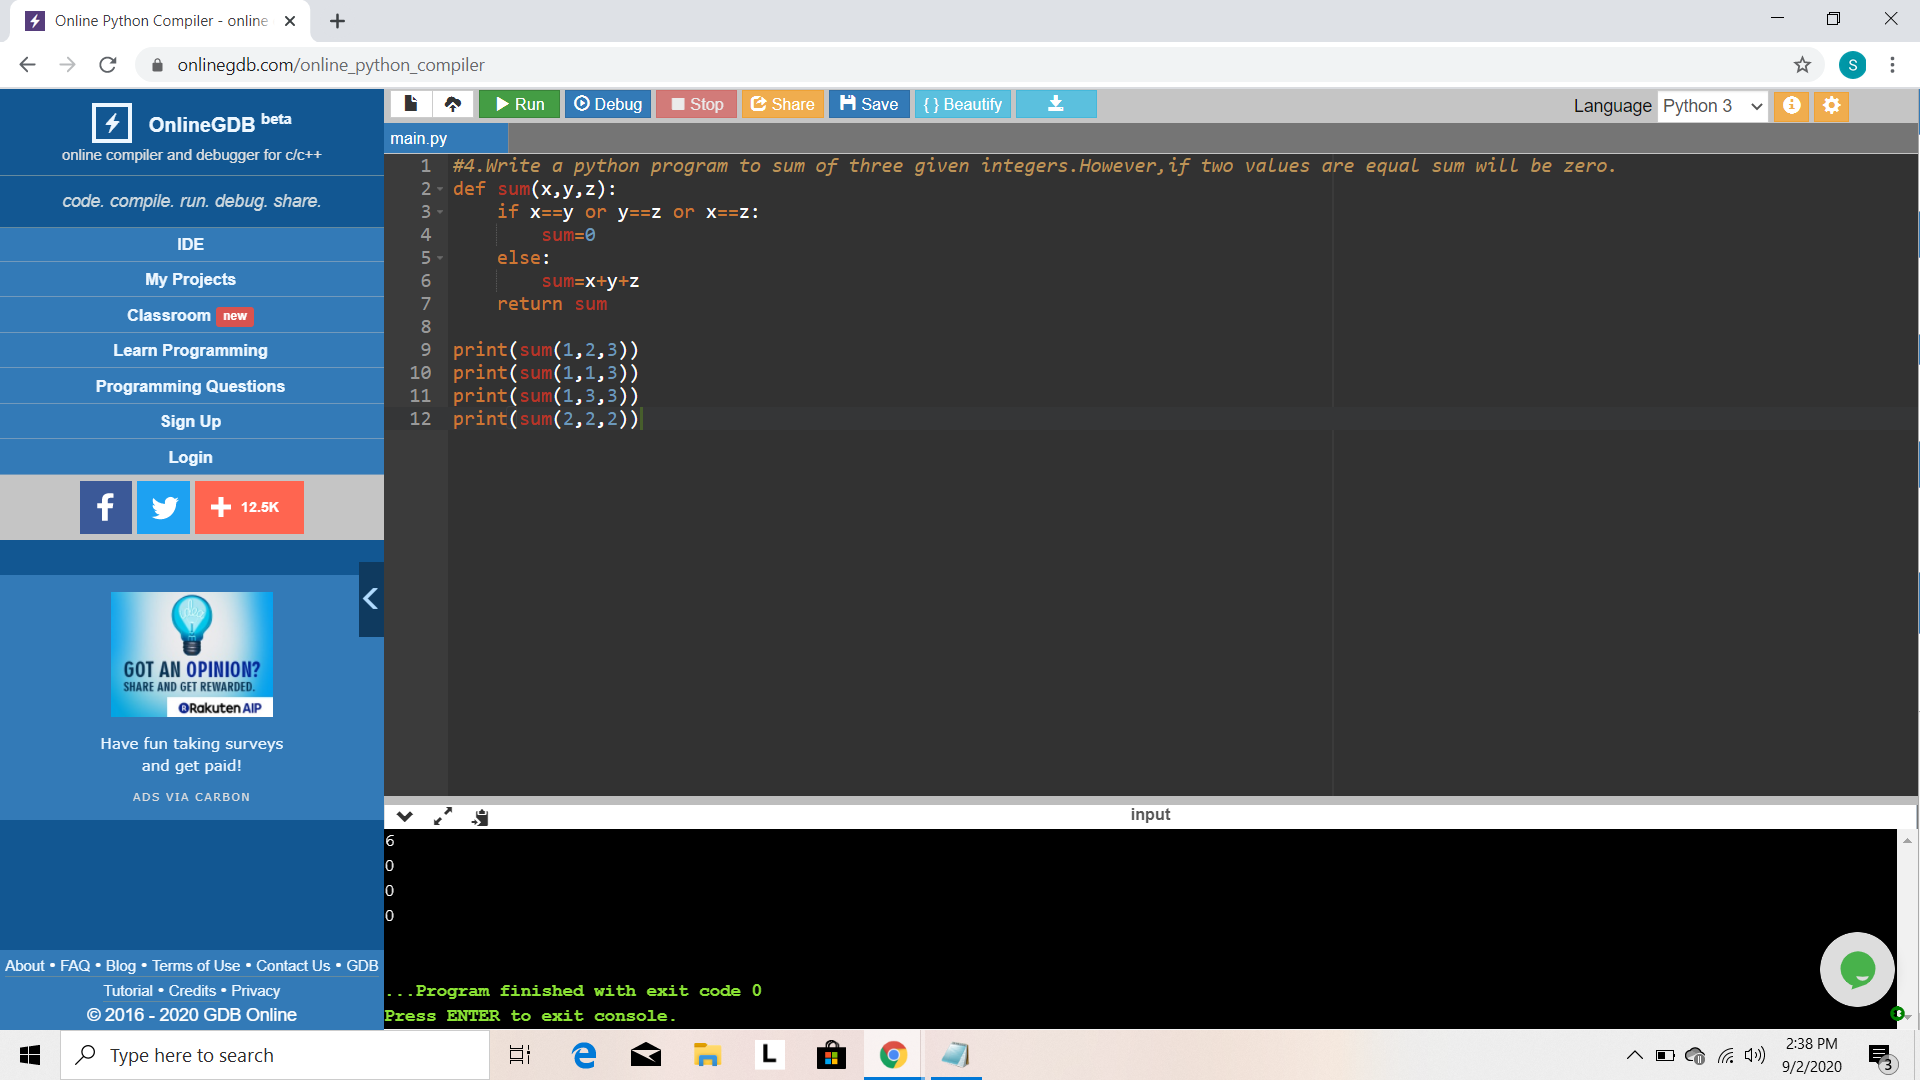 Online Python Compiler - online
onlinegdb.com/online_python_compiler
S
OnlineGDB beta
online compiler and debugger for c/c++
code. compile. run. debug. share.
IDE
My Projects
Classroom new
Learn Programming
Programming Questions
Sign Up
Login
12.5K
GOT AN OPINION?
SHARE AND GET REWARDED.
Rakuten AIP
Have fun taking surveys
and get paid!
ADS VIA CARBON
About • FAQ • Blog • Terms of Use • Contact Us • GDB
Tutorial • Credits • Privacy
© 2016 - 2020 GDB Online
Run Debug Stop Share Save { } Beautify
Language Python 3
main.py
1 #4.Write a python program to sum of three given integers.However,if two values are equal sum will be zero.
2 def sum(x,y,z):
3 if x==y or y==z or x==z:
4 sum=0
5 else:
6 sum=x+y+z
7 return sum
8
9 print(sum(1,2,3))
10 print(sum(1,1,3))
11 print(sum(1,3,3))
12 print(sum(2,2,2))
input
6
0
0
0
...Program finished with exit code 0
Press ENTER to exit console.
Type here to search
L
2:38 PM
9/2/2020
3